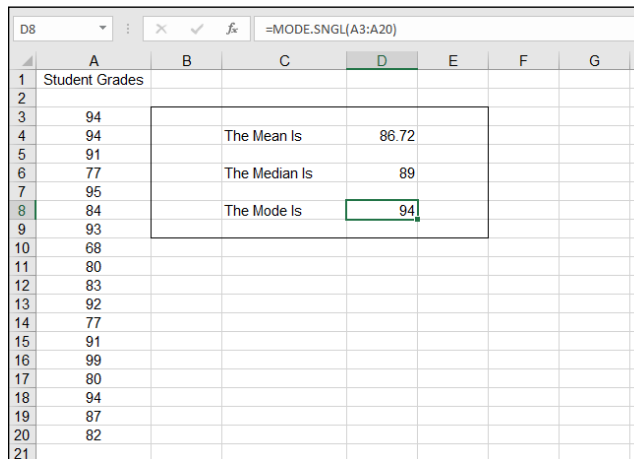 D8 fx =MODE.SNGL(A3:A20)
A B C D E F G
1 Student Grades
2
3 94
4 94 The Mean Is 86.72
5 91
6 77 The Median Is 89
7 95
8 84 The Mode Is 94
9 93
10 68
11 80
12 83
13 92
14 77
15 91
16 99
17 80
18 94
19 87
20 82
21